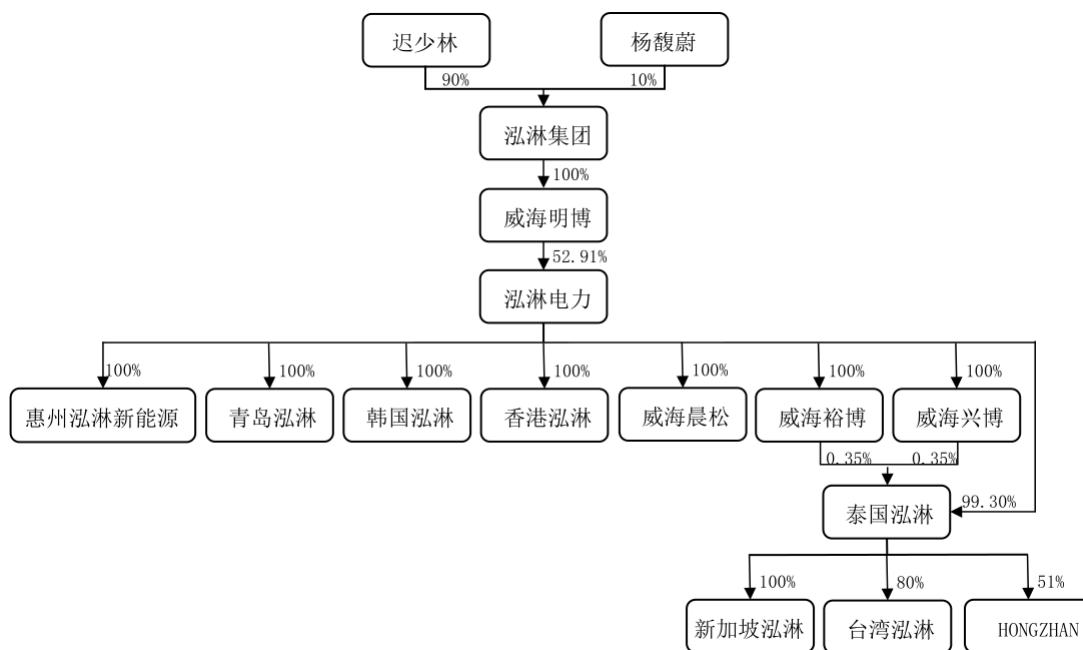 迟少林
杨馥蔚
90%
10%
泓淋集团
100%
威海明博
52.91%
泓淋电力
100%
100%
100%
100%
100%
100%
100%
惠州泓淋新能源
青岛泓淋
韩国泓淋
香港泓淋
威海晨松
威海裕博
威海兴博
0.35%
0.35%
泰国泓淋
99.30%
100%
80%
51%
新加坡泓淋
台湾泓淋
HONGZHAN